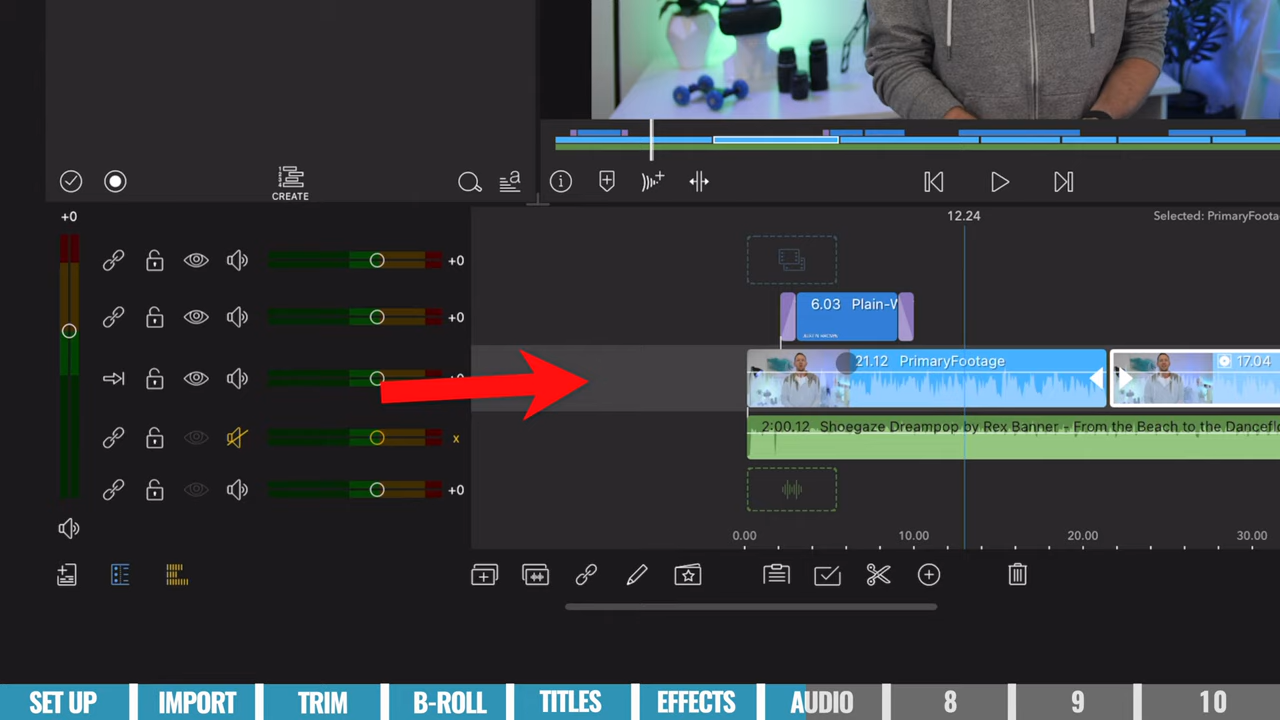 CREATE
+0
12.24
Selected: PrimaryFoota
+0
+0
6.03 Plain-W
+0
21.12 PrimaryFootage
17.04
x
2:00.12 Shoegaze Dreampop by Rex Banner - From the Beach to the Dancefl
+0
0.00
10.00
20.00
30.00
SET UP
IMPORT
TRIM
B-ROLL
TITLES
EFFECTS
AUDIO
8
9
10